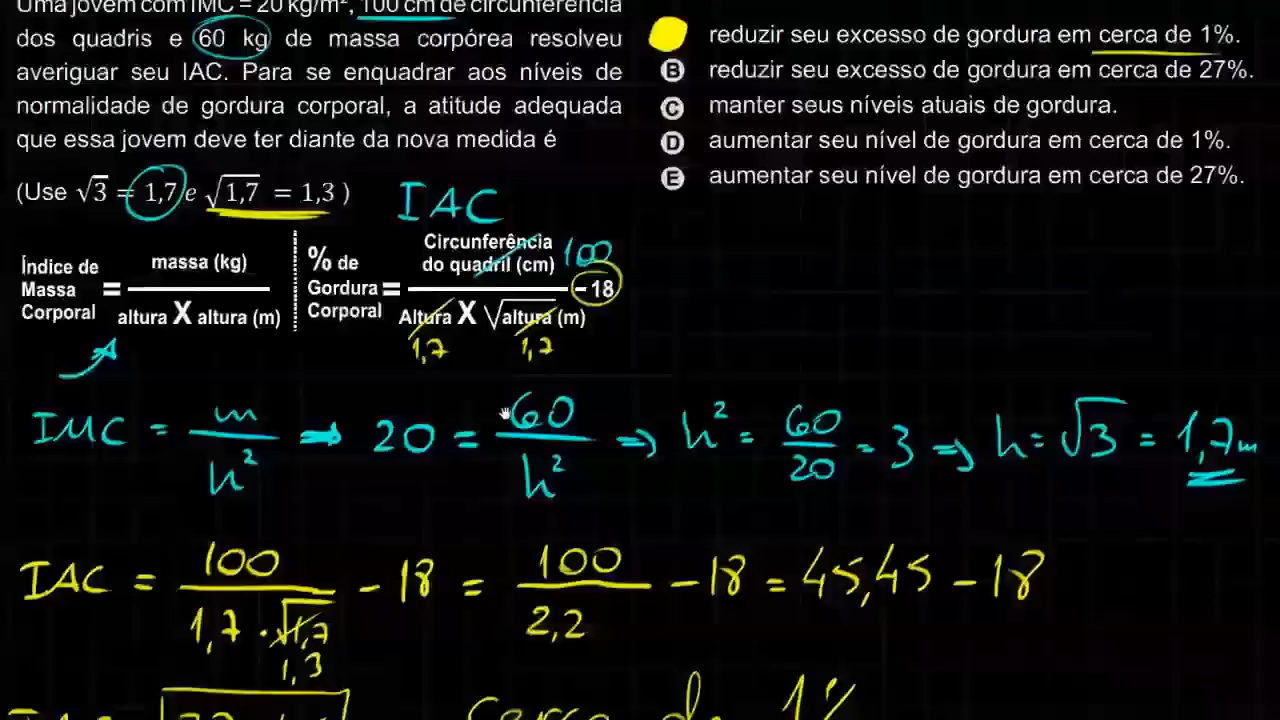 Uma jovem com IMC = 20 kg/m², 100 cm de circunferência
dos quadris e 60 kg de massa corpórea resolveu
averiguar seu IAC. Para se enquadrar aos níveis de
normalidade de gordura corporal, a atitude adequada
que essa jovem deve ter diante da nova medida é
(Use √3 = 1,7 e √1,7 = 1,3 )
reduzir seu excesso de gordura em cerca de 1%.
B reduzir seu excesso de gordura em cerca de 27%.
C manter seus níveis atuais de gordura.
D aumentar seu nível de gordura em cerca de 1%.
E aumentar seu nível de gordura em cerca de 27%.
IAC
Índice de Massa Corporal = massa (kg) / altura X altura (m)
% de Gordura Corporal = Circunferência do quadril (cm) / Altura X √altura (m) - 18
100
1,7 1,7
IMC = m / h² ⇒ 20 = 60 / h² ⇒ h² = 60 / 20 = 3 ⇒ h = √3 = 1,7m
IAC = 100 / 1,7 · √1,7 - 18 = 100 / 2,2 - 18 = 45,45 - 18
1,3
cerca de 1%